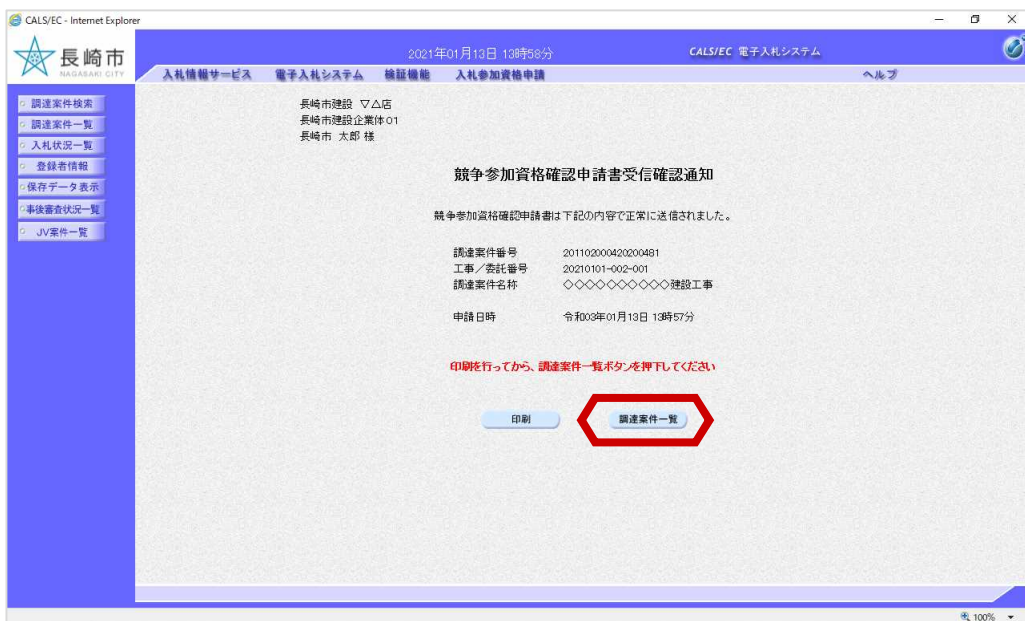 CALS/EC - Internet Explorer
長崎市
NAGASAKI CITY
2021年01月13日 13時58分
CALS/EC 電子入札システム
入札情報サービス 電子入札システム 検証機能 入札参加資格申請 ヘルプ
調達案件検索
調達案件一覧
入札状況一覧
登録者情報
保存データ表示
事後審査状況一覧
JV案件一覧
長崎市建設 ▽△店
長崎市建設企業体01
長崎市 太郎 様
競争参加資格確認申請書受信確認通知
競争参加資格確認申請書は下記の内容で正常に送信されました。
調達案件番号 201102000420200481
工事/委託番号 20210101-002-001
調達案件名称 ◇◇◇◇◇◇◇◇◇◇建設工事
申請日時 令和03年01月13日 13時57分
印刷を行ってから、調達案件一覧ボタンを押下してください
印刷 調達案件一覧
100%